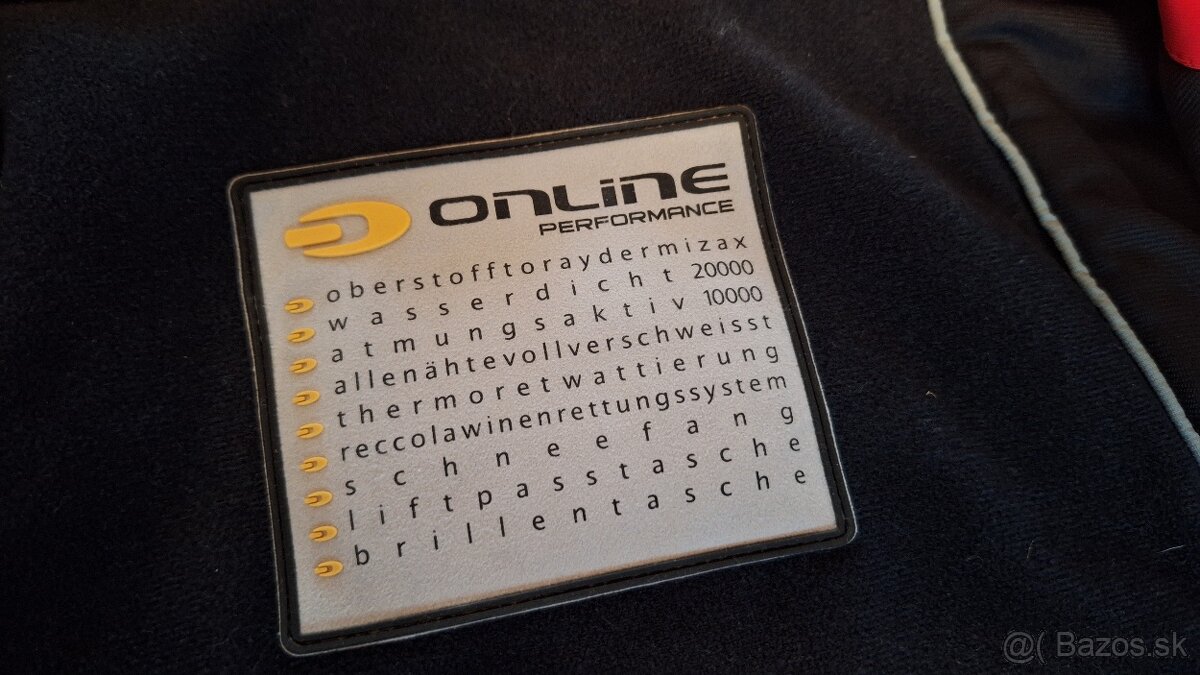 ONLINE
PERFORMANCE
oberstofftoraydermizax
wasserdicht 20000
atmungsaktiv 10000
allenähtevollverschweisst
thermoretwattierung
reccolawinenrettungssystem
schneefang
liftpasstasche
brillentasche
@( Bazos.sk